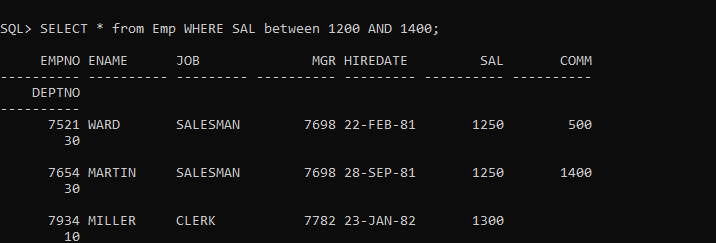 SQL> SELECT * from Emp WHERE SAL between 1200 AND 1400;
EMPNO ENAME JOB MGR HIREDATE SAL COMM
---------- ---------- --------- ---------- --------- ---------- ----------
DEPTNO
----------
7521 WARD SALESMAN 7698 22-FEB-81 1250 500
30
7654 MARTIN SALESMAN 7698 28-SEP-81 1250 1400
30
7934 MILLER CLERK 7782 23-JAN-82 1300
10